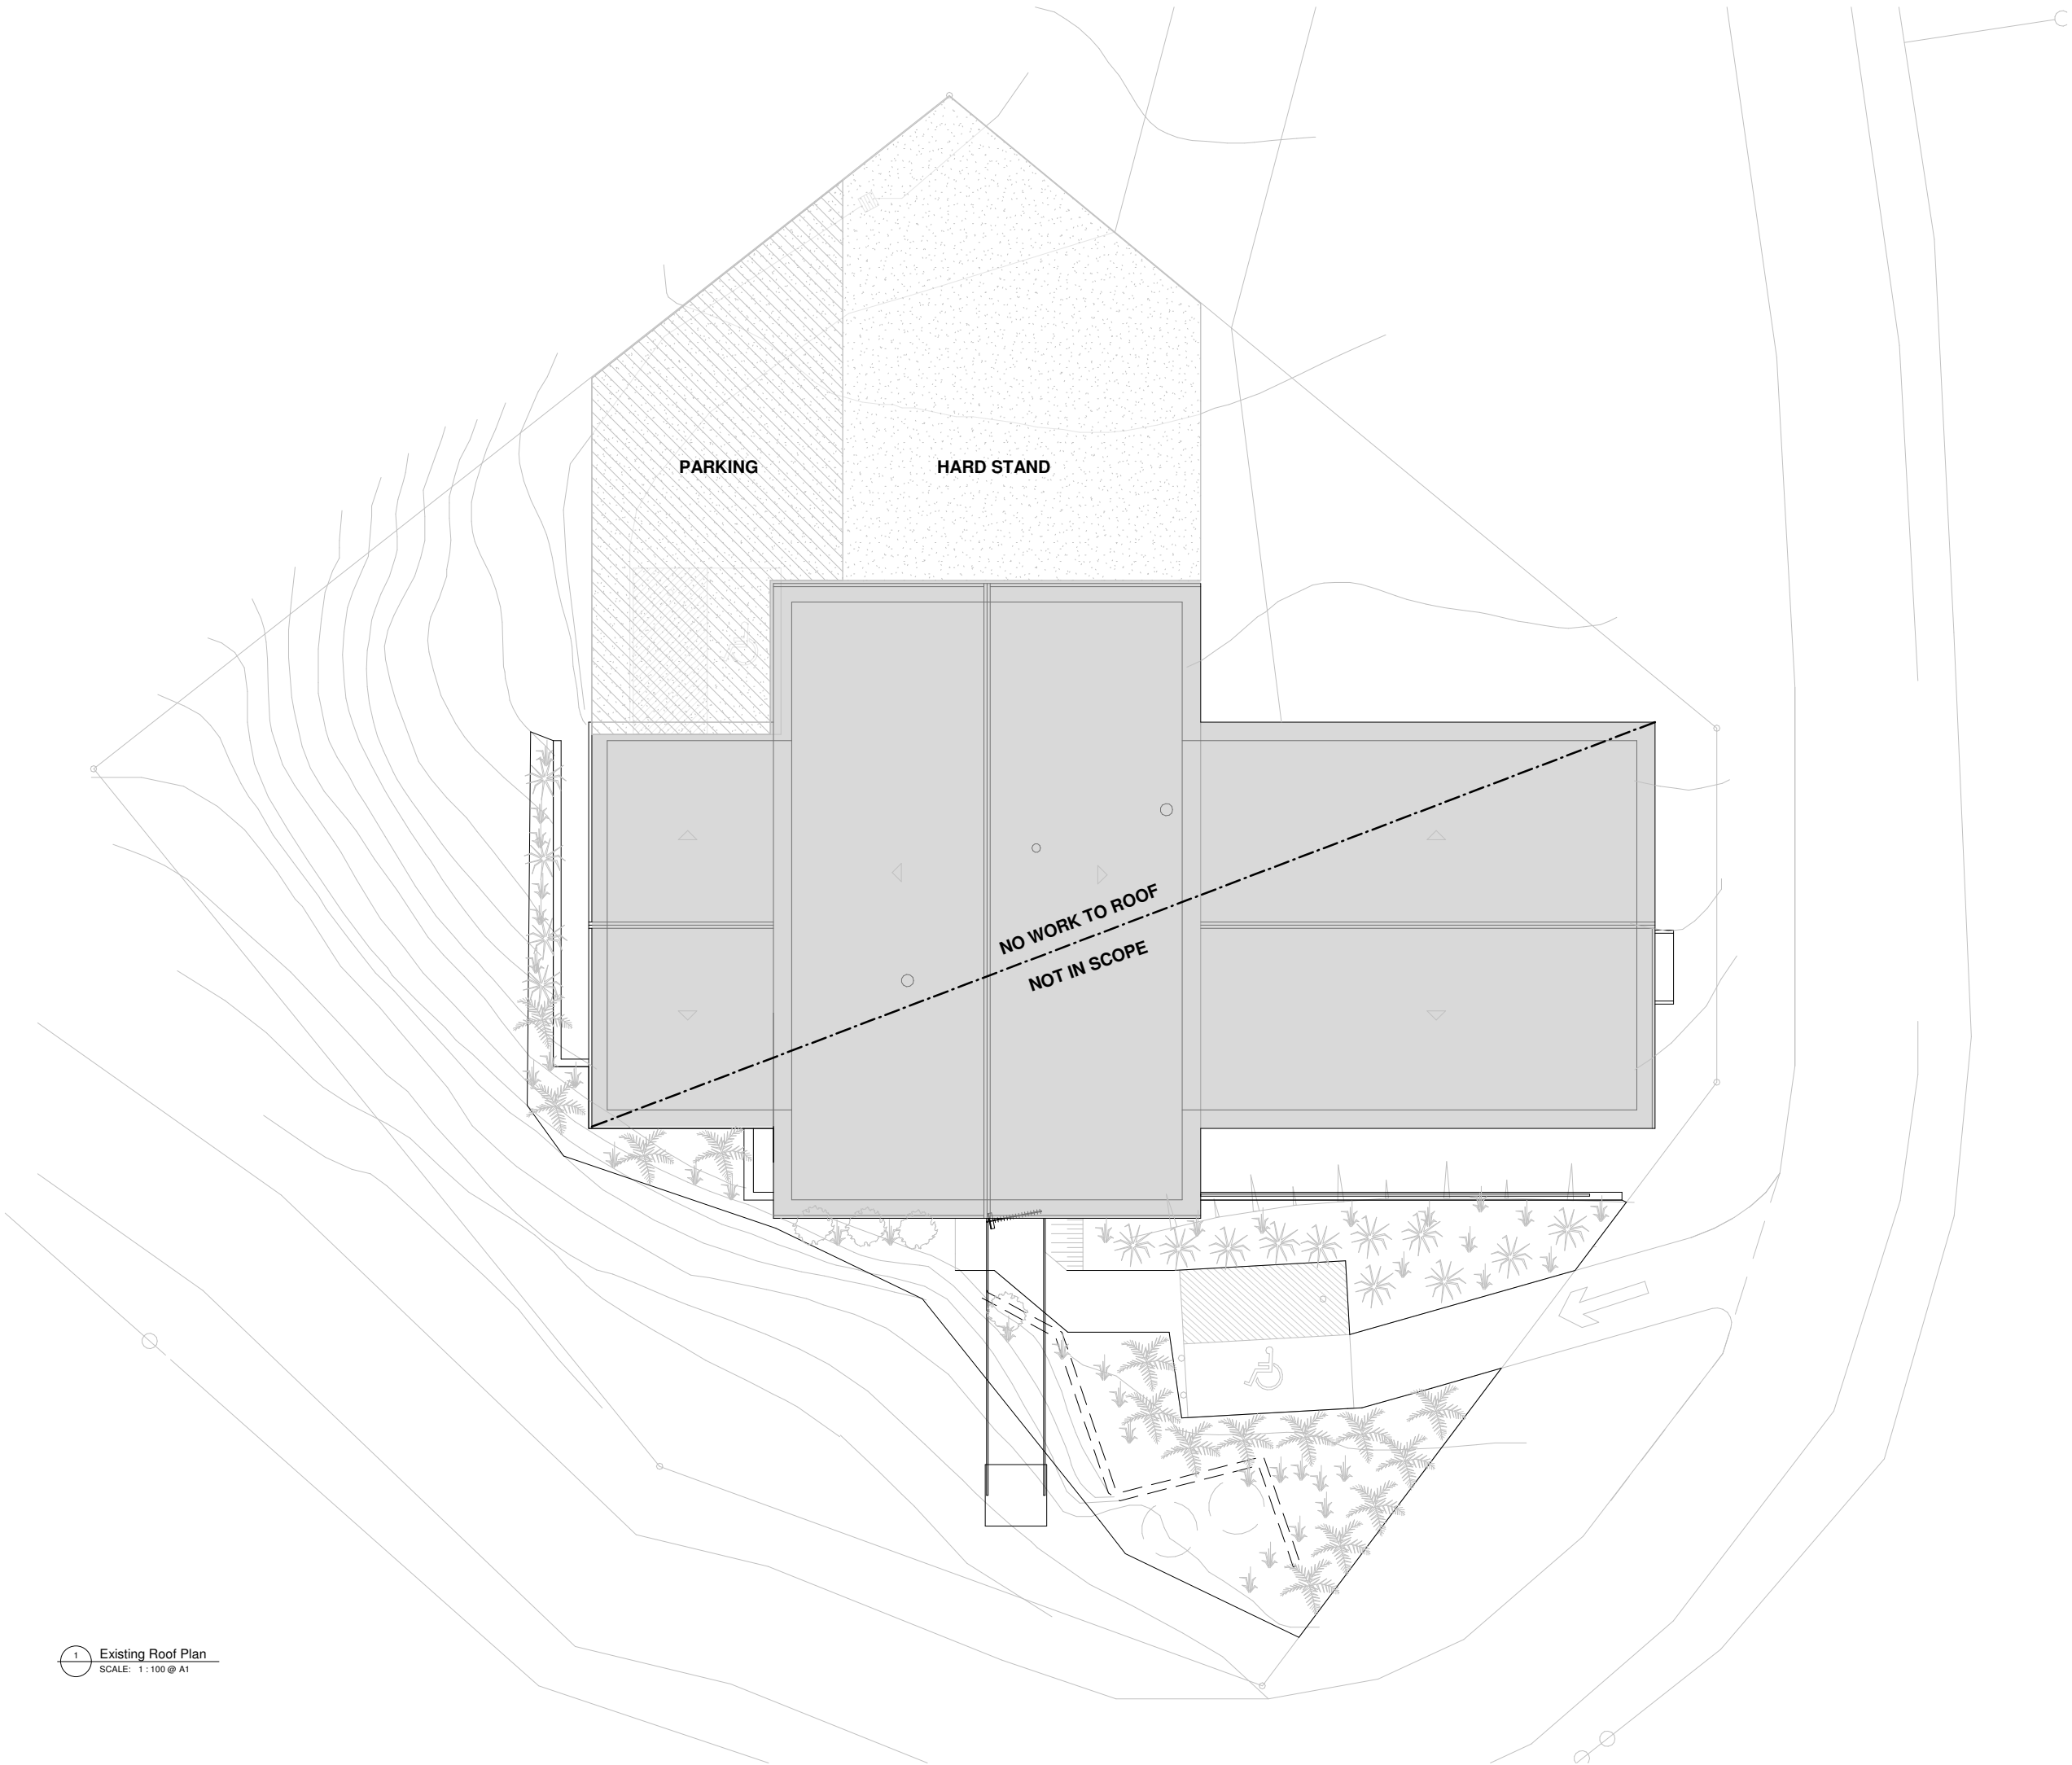 PARKING
HARD STAND
NO WORK TO ROOF
NOT IN SCOPE
1
Existing Roof Plan
SCALE: 1 : 100 @ A1